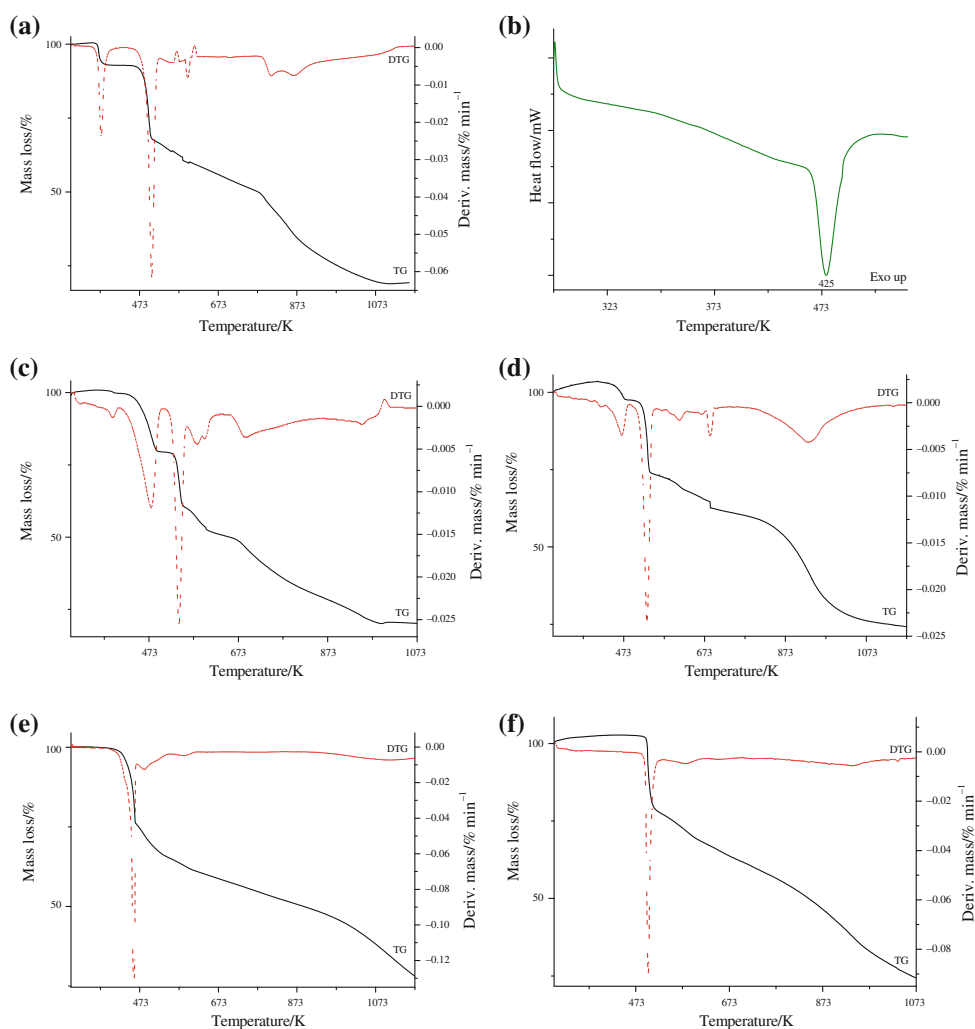 (a)
100
50
Mass loss/%
0.00
−0.005
−0.01
−0.02
−0.03
−0.04
−0.05
−0.06
Deriv. mass/% min−1
DTG
TG
473
673
873
1073
Temperature/K
(b)
Heat flow/mW
425
Exo up
323
373
473
Temperature/K
(c)
100
50
Mass loss/%
0.000
−0.005
−0.010
−0.015
−0.020
−0.025
Deriv. mass/% min−1
DTG
TG
473
673
873
1073
Temperature/K
(d)
100
50
Mass loss/%
0.000
−0.005
−0.010
−0.015
−0.020
−0.025
Deriv. mass/% min−1
DTG
TG
473
673
873
1073
Temperature/K
(e)
100
50
Mass loss/%
0.00
−0.02
−0.04
−0.06
−0.08
−0.10
−0.12
Deriv. mass/% min−1
DTG
TG
473
673
873
1073
Temperature/K
(f)
100
50
Mass loss/%
0.00
−0.02
−0.04
−0.06
−0.08
Deriv. mass/% min−1
DTG
TG
473
673
873
1073
Temperature/K